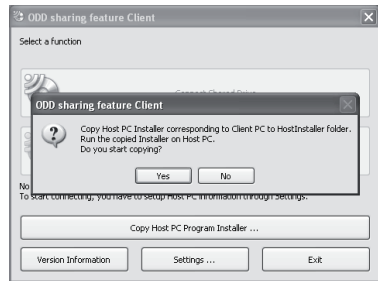 ODD sharing feature Client
Select a function
ODD sharing feature Client
Copy Host PC Installer corresponding to Client PC to HostInstaller folder.
Run the copied Installer on Host PC.
Do you start copying?
Yes
No
No
To start connecting, you have to setup Host PC information through Settings.
Copy Host PC Program Installer ...
Version Information
Settings ...
Exit